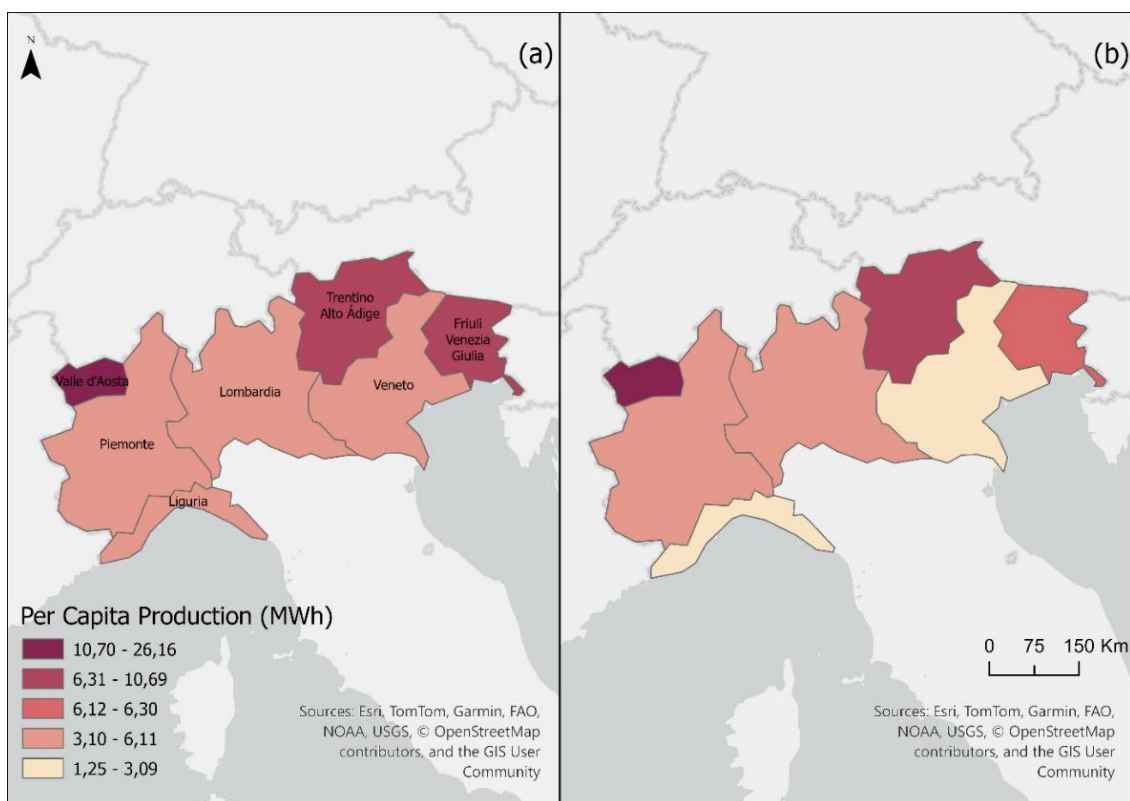 N
(a)
Trentino
Alto Ádige
Friuli
Venezia
Giulia
Valle d'Aosta
Lombardia
Veneto
Piemonte
Liguria
Per Capita Production (MWh)
10,70 - 26,16
6,31 - 10,69
6,12 - 6,30
3,10 - 6,11
1,25 - 3,09
Sources: Esri, TomTom, Garmin, FAO,
NOAA, USGS, © OpenStreetMap
contributors, and the GIS User
Community
(b)
0 75 150 Km
Sources: Esri, TomTom, Garmin, FAO,
NOAA, USGS, © OpenStreetMap
contributors, and the GIS User
Community